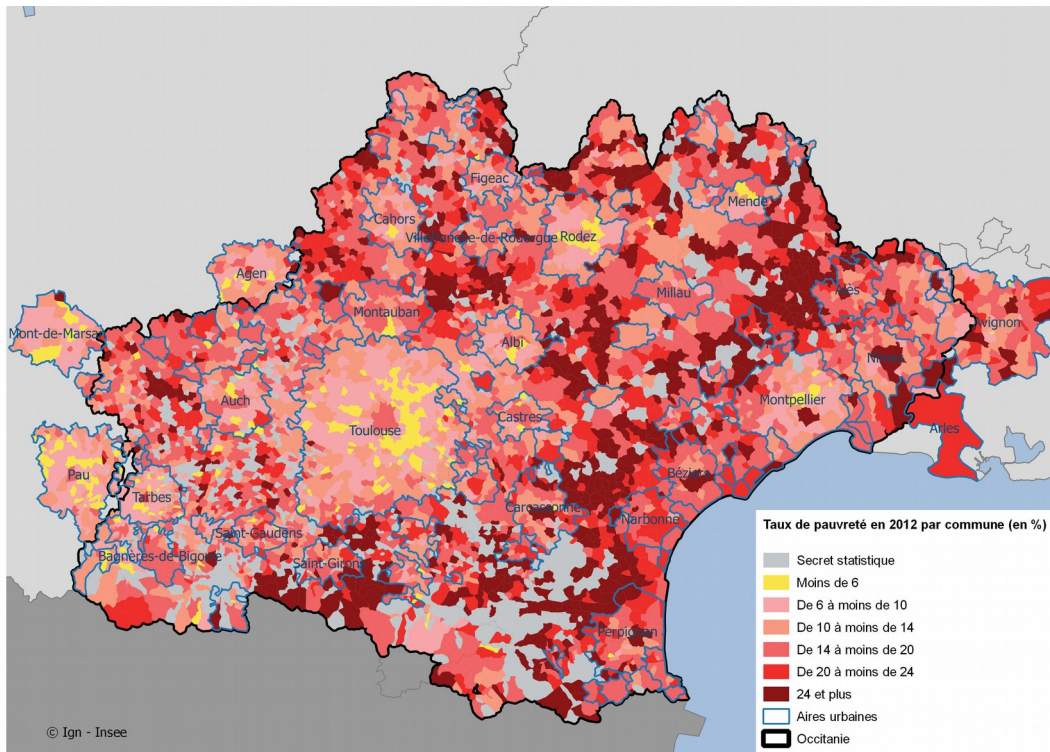 Figeac
Cahors
Mende
Villefranche-de-Rouergue
Rodez
Agen
Millau
Alès
Montauban
Mont-de-Marsa
vignon
Albi
Nîmes
Auch
Montpellier
Castres
Toulouse
Arles
Pau
Béziers
Tarbes
Carcassonne
Narbonne
Saint-Gaudens
Bagnères-de-Bigorre
Saint-Giron
Perpignan
Taux de pauvreté en 2012 par commune (en %)
Secret statistique
Moins de 6
De 6 à moins de 10
De 10 à moins de 14
De 14 à moins de 20
De 20 à moins de 24
24 et plus
Aires urbaines
Occitanie
© Ign - Insee